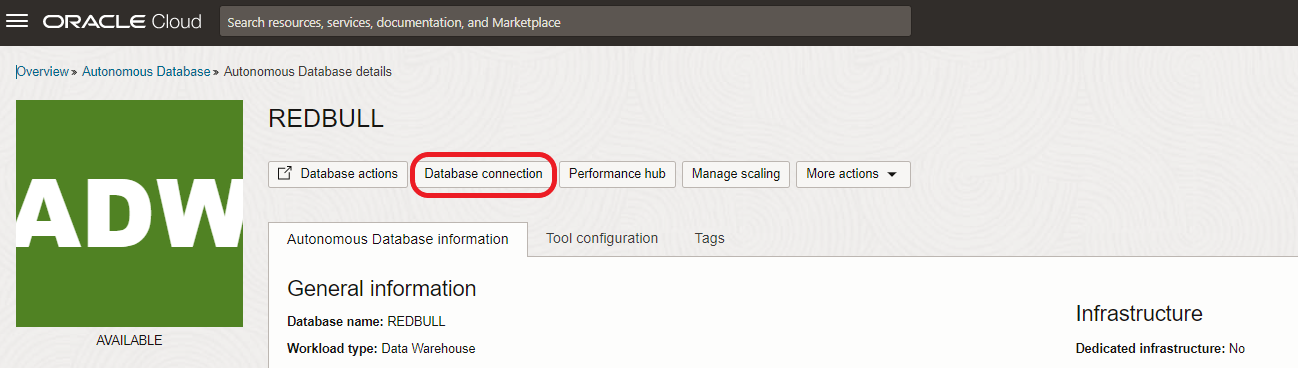 ORACLE Cloud
Search resources, services, documentation, and Marketplace
Overview » Autonomous Database » Autonomous Database details
ADW
AVAILABLE
REDBULL
Database actions Database connection Performance hub Manage scaling More actions
Autonomous Database information Tool configuration Tags
General information
Database name: REDBULL
Workload type: Data Warehouse
Infrastructure
Dedicated infrastructure: No